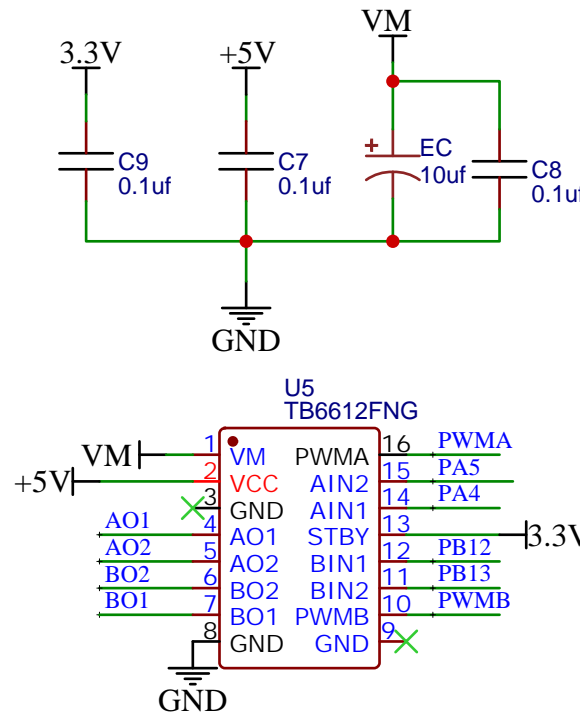 3.3V
+5V
VM
+
C9
0.1uf
C7
0.1uf
EC
10uf
C8
0.1uf
GND
U5
TB6612FNG
VM 1 VM PWMA 16 PWMA
+5V 2 VCC AIN2 15 PA5
3 GND AIN1 14 PA4
AO1 4 AO1 STBY 13 3.3V
AO2 5 AO2 BIN1 12 PB12
BO2 6 BO2 BIN2 11 PB13
BO1 7 BO1 PWMB 10 PWMB
8 GND GND 9
GND